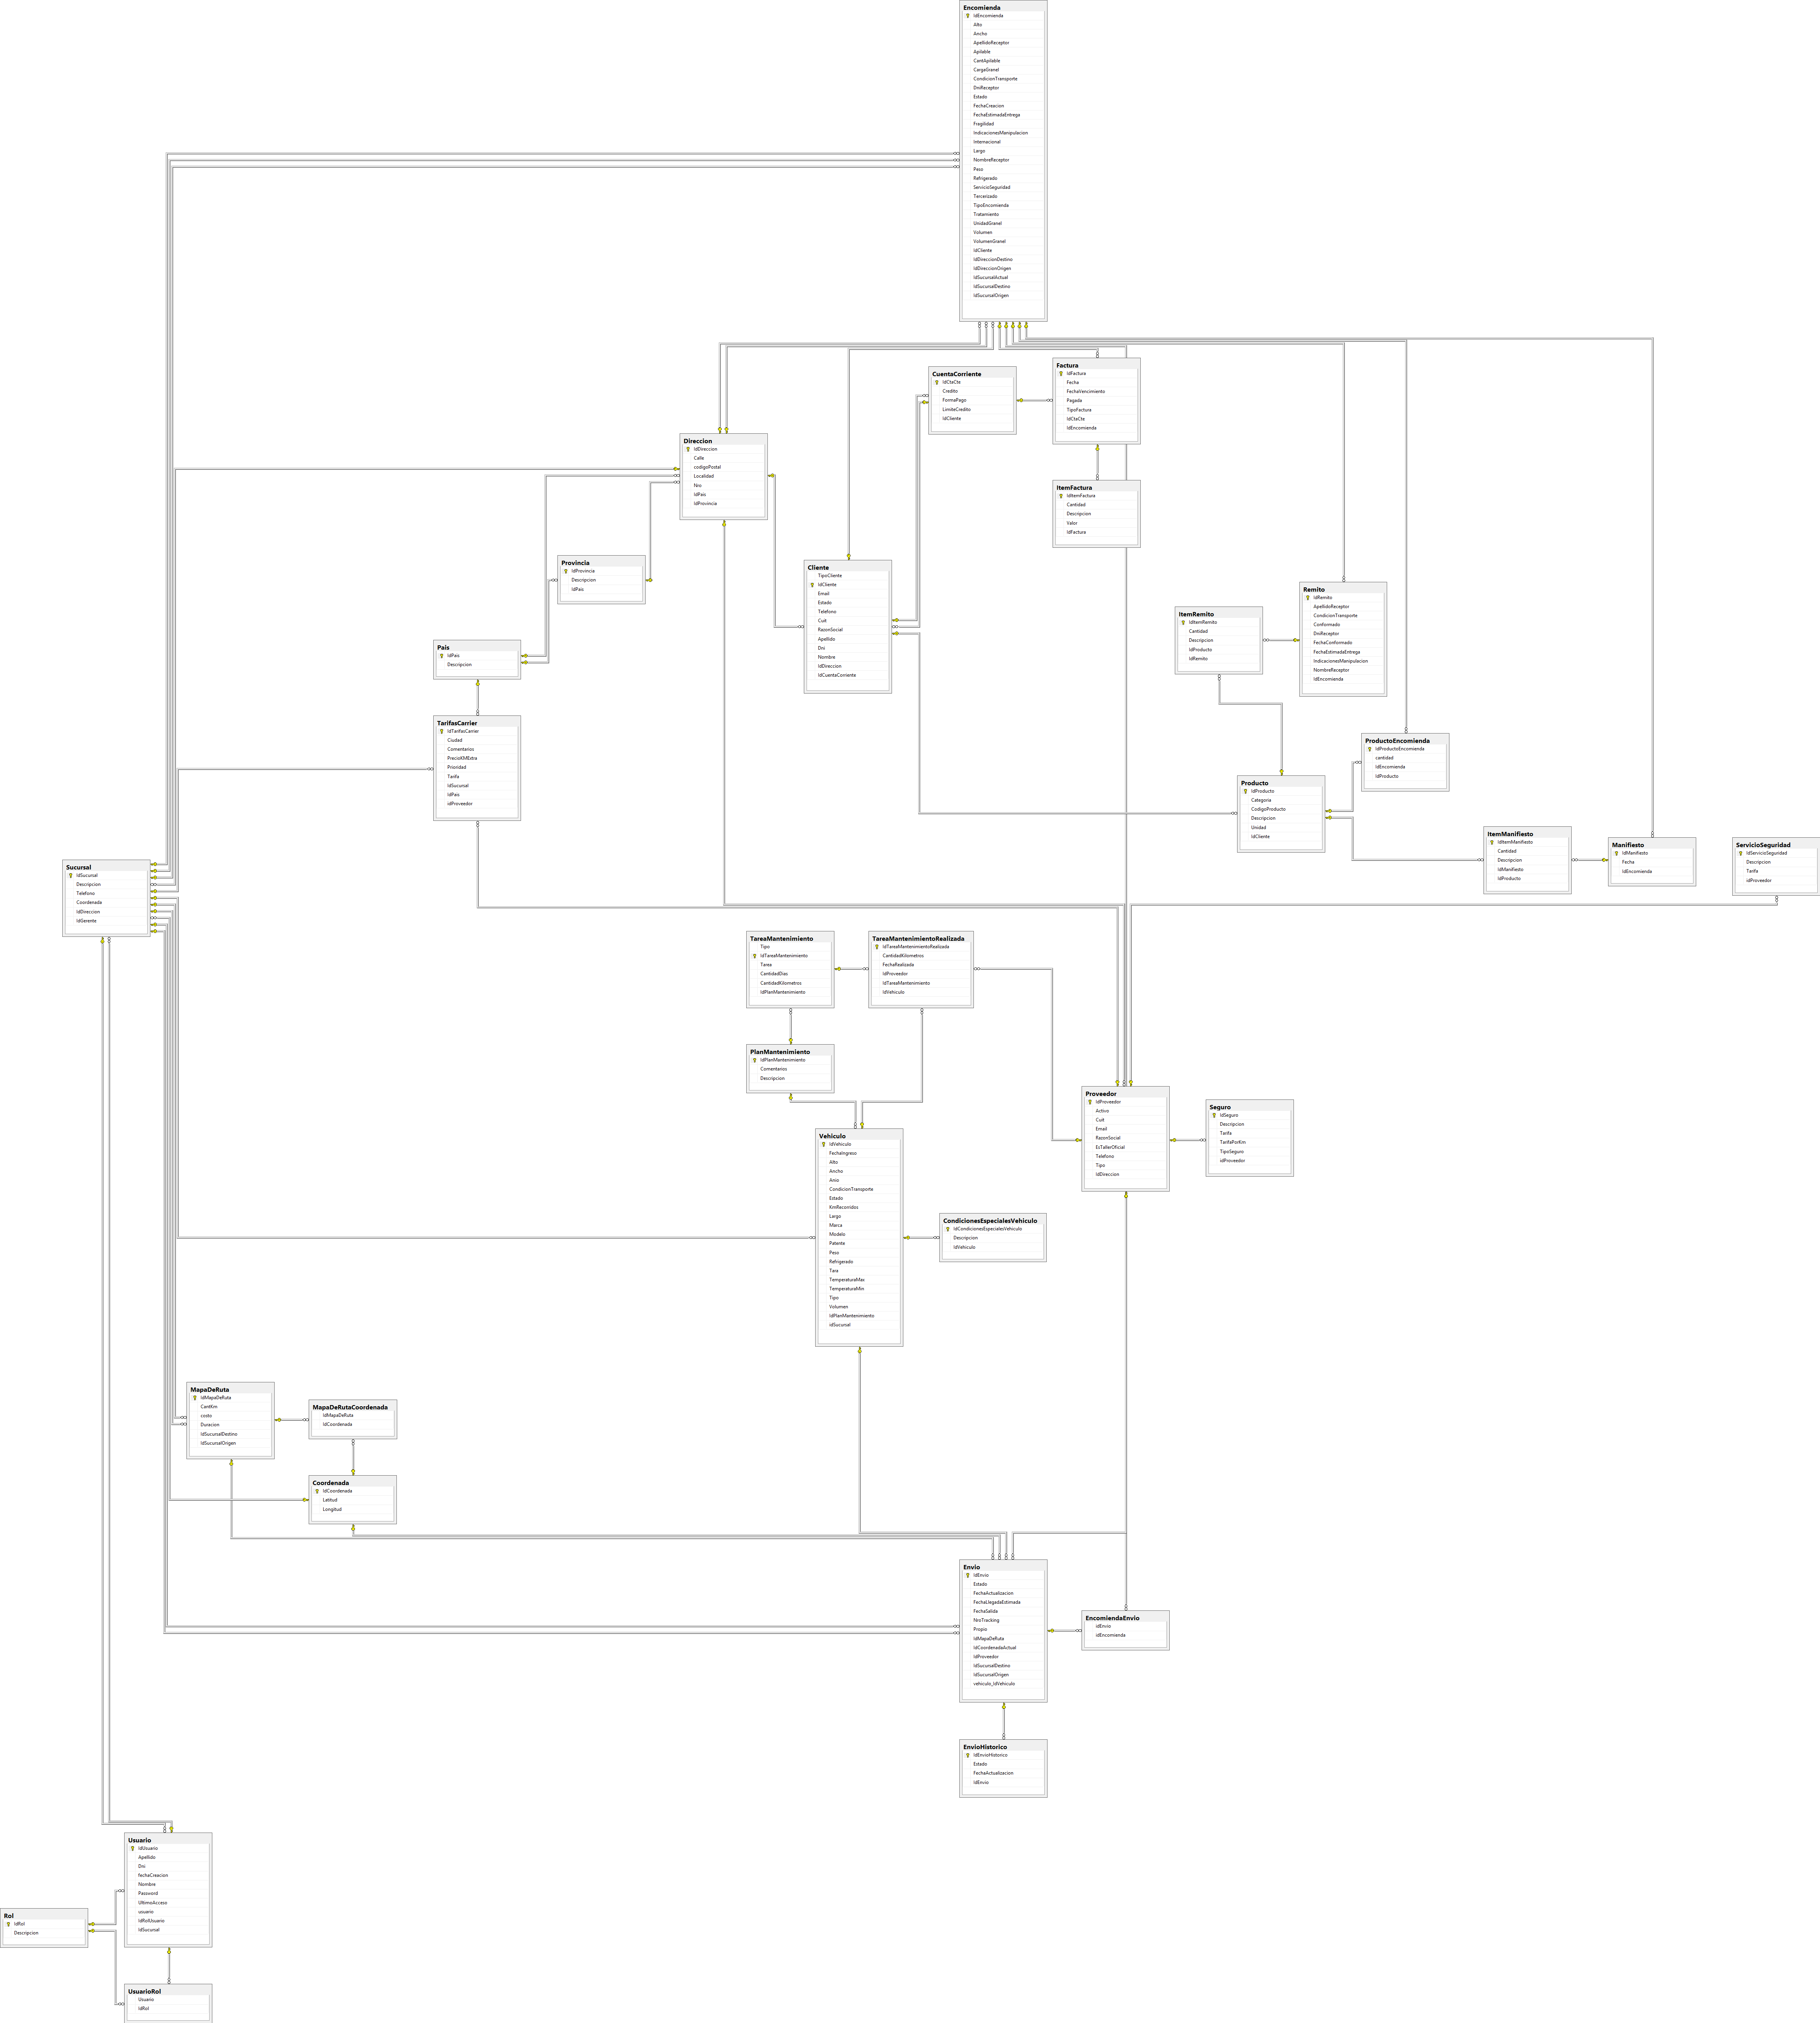 Encomienda
IdEncomienda
Alto
Ancho
ApellidoReceptor
Apilable
CantApilable
CargaGranel
CondicionTransporte
DniReceptor
Estado
FechaCreacion
FechaEstimadaEntrega
Fragilidad
IndicacionesManipulacion
Internacional
Largo
NombreReceptor
Peso
Refrigerado
ServicioSeguridad
Tercerizado
TipoEncomienda
Tratamiento
UnidadGranel
Volumen
VolumenGranel
IdCliente
IdDireccionDestino
IdDireccionOrigen
IdSucursalActual
IdSucursalDestino
IdSucursalOrigen
Factura
IdFactura
Fecha
FechaVencimiento
Pagada
TipoFactura
IdCtaCte
IdEncomienda
CuentaCorriente
IdCtaCte
Credito
FormaPago
LimiteCredito
IdCliente
Direccion
IdDireccion
Calle
codigoPostal
Localidad
Nro
IdPais
IdProvincia
ItemFactura
IdItemFactura
Cantidad
Descripcion
Valor
IdFactura
Provincia
IdProvincia
Descripcion
IdPais
Cliente
TipoCliente
IdCliente
Email
Estado
Telefono
Cuit
RazonSocial
Apellido
Dni
Nombre
IdDireccion
IdCuentaCorriente
Remito
IdRemito
ApellidoReceptor
CondicionTransporte
Conformado
DniReceptor
FechaConformado
FechaEstimadaEntrega
IndicacionesManipulacion
NombreReceptor
IdEncomienda
ItemRemito
IdItemRemito
Cantidad
Descripcion
IdProducto
IdRemito
Pais
IdPais
Descripcion
TarifasCarrier
IdTarifasCarrier
Ciudad
Comentarios
PrecioKMExtra
Prioridad
Tarifa
IdSucursal
IdPais
idProveedor
ProductoEncomienda
IdProductoEncomienda
cantidad
IdEncomienda
IdProducto
Producto
IdProducto
Categoria
CodigoProducto
Descripcion
Unidad
IdCliente
ItemManifiesto
IdItemManifiesto
Cantidad
Descripcion
IdManifiesto
IdProducto
Manifiesto
IdManifiesto
Fecha
IdEncomienda
ServicioSeguridad
IdServicioSeguridad
Descripcion
Tarifa
idProveedor
Sucursal
IdSucursal
Descripcion
Telefono
Coordenada
IdDireccion
IdGerente
TareaMantenimiento
Tipo
IdTareaMantenimiento
Tarea
CantidadDias
CantidadKilometros
IdPlanMantenimiento
TareaMantenimientoRealizada
IdTareaMantenimientoRealizada
CantidadKilometros
FechaRealizada
IdProveedor
IdTareaMantenimiento
IdVehiculo
PlanMantenimiento
IdPlanMantenimiento
Comentarios
Descripcion
Proveedor
IdProveedor
Activo
Cuit
Email
RazonSocial
EsTallerOficial
Telefono
Tipo
IdDireccion
Seguro
IdSeguro
Descripcion
Tarifa
TarifaPorKm
TipoSeguro
idProveedor
Vehiculo
IdVehiculo
FechaIngreso
Alto
Ancho
Anio
CondicionTransporte
Estado
KmRecorridos
Largo
Marca
Modelo
Patente
Peso
Refrigerado
Tara
TemperaturaMax
TemperaturaMin
Tipo
Volumen
IdPlanMantenimiento
idSucursal
CondicionesEspecialesVehiculo
IdCondicionesEspecialesVehiculo
Descripcion
IdVehiculo
MapaDeRuta
IdMapaDeRuta
CantKm
costo
Duracion
IdSucursalDestino
IdSucursalOrigen
MapaDeRutaCoordenada
IdMapaDeRuta
IdCoordenada
Coordenada
IdCoordenada
Latitud
Longitud
Envio
IdEnvio
Estado
FechaActualizacion
FechaLlegadaEstimada
FechaSalida
NroTracking
Propio
IdMapaDeRuta
IdCoordenadaActual
IdProveedor
IdSucursalDestino
IdSucursalOrigen
vehiculo_IdVehiculo
EncomiendaEnvio
idEnvio
idEncomienda
EnvioHistorico
IdEnvioHistorico
Estado
FechaActualizacion
IdEnvio
Usuario
IdUsuario
Apellido
Dni
fechaCreacion
Nombre
Password
UltimoAcceso
usuario
IdRolUsuario
IdSucursal
Rol
IdRol
Descripcion
UsuarioRol
Usuario
IdRol